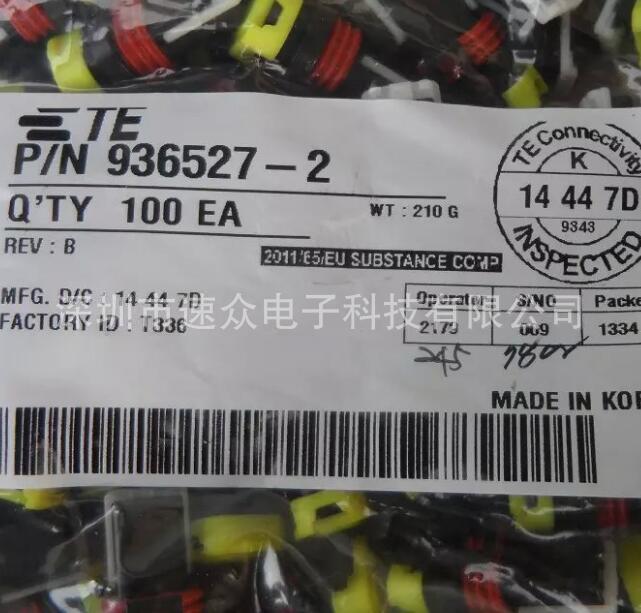 TE
P/N 936527-2
Q'TY 100 EA
WT : 210 G
REV : B
2011/65/EU SUBSTANCE COMP
MFG. D/C : 14 44 7D
FACTORY ID : T336
深圳市速众电子科技有限公司
TE Connectivity
K
14 44 7D
9343
INSPECTED
Operator S/NO Packe
2179 009 1334
245
MADE IN KOR